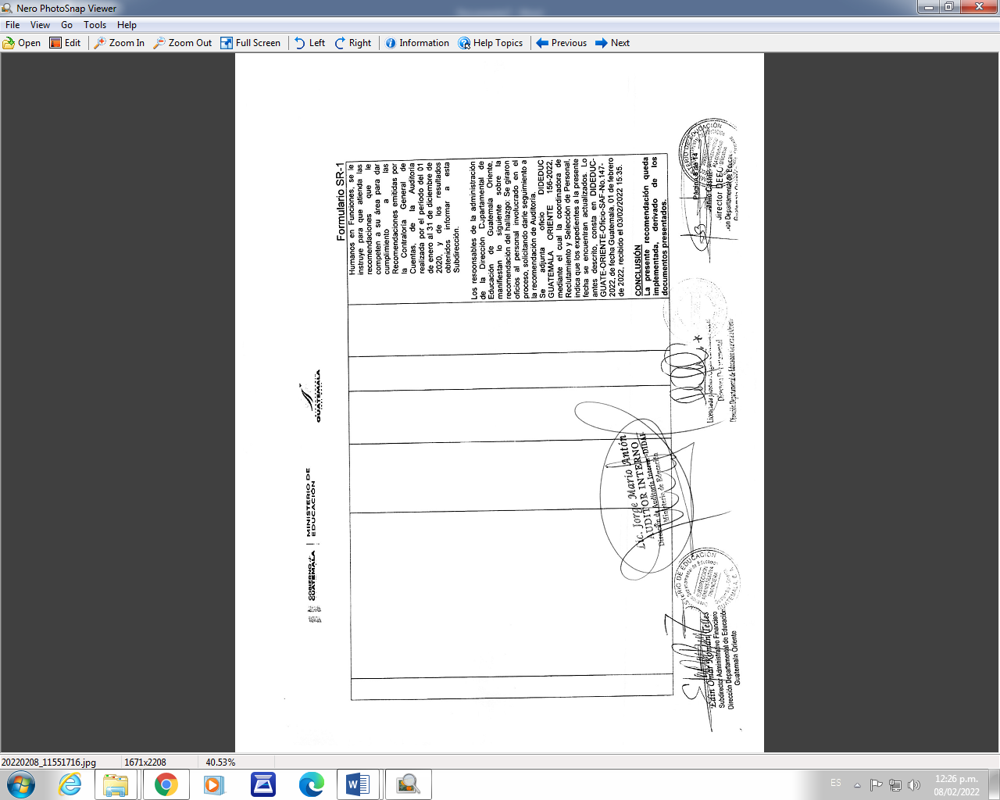 Nero PhotoSnap Viewer
File View Go Tools Help
Open Edit Zoom In Zoom Out Full Screen Left Right Information Help Topics Previous Next
GOBIERNO de
GUATEMALA
MINISTERIO DE
EDUCACIÓN
GUATEMALA
Formulario SR-1
Humanos en Funciones, se le
instruye para que atienda las
recomendaciones que le
competen a su área para dar
cumplimiento a las
Recomendaciones emitidas por
la Contraloría General de
Cuentas, de la Auditoría
realizada por el período del 01
de enero al 31 de diciembre de
2020, y de los resultados
obtenidos informar a esta
Subdirección.
Los responsables de la administración
de la Dirección Departamental de
Educación de Guatemala Oriente,
manifiestan lo siguiente sobre la
recomendación del hallazgo: Se giraron
oficios al personal involucrado en el
proceso, solicitando darle seguimiento a
la recomendación de Auditoría.
Se adjunta oficio DIDEDUC
GUATEMALA ORIENTE 156-2022,
mediante el cual la coordinadora de
Reclutamiento y Selección de Personal,
indica que los expedientes a la presente
fecha se encuentran actualizados. Lo
antes descrito, consta en DIDEDUC-
GUATE-ORIENTE-Oficio-SAF-No.147-
2022, de fecha Guatemala, 01 de febrero
de 2022, recibido el 03/02/2022 15:35.
CONCLUSIÓN
La presente recomendación queda
implementada, derivado de los
documentos presentados.
Página 8 de 14
Lic. Jorge Mario Antón
AUDITOR INTERNO
Dirección de Auditoría Interna-DIDAI
Ministerio de Educación
Edin Omar Román Telles
Subdirector Administrativo Financiero
Dirección Departamental de Educación
Guatemala Oriente
SUBDIRECCIÓN
ADMINISTRATIVA
FINANCIERA
20220208_11551716.jpg 1671x2208 40.53%
ES
12:26 p.m.
08/02/2022